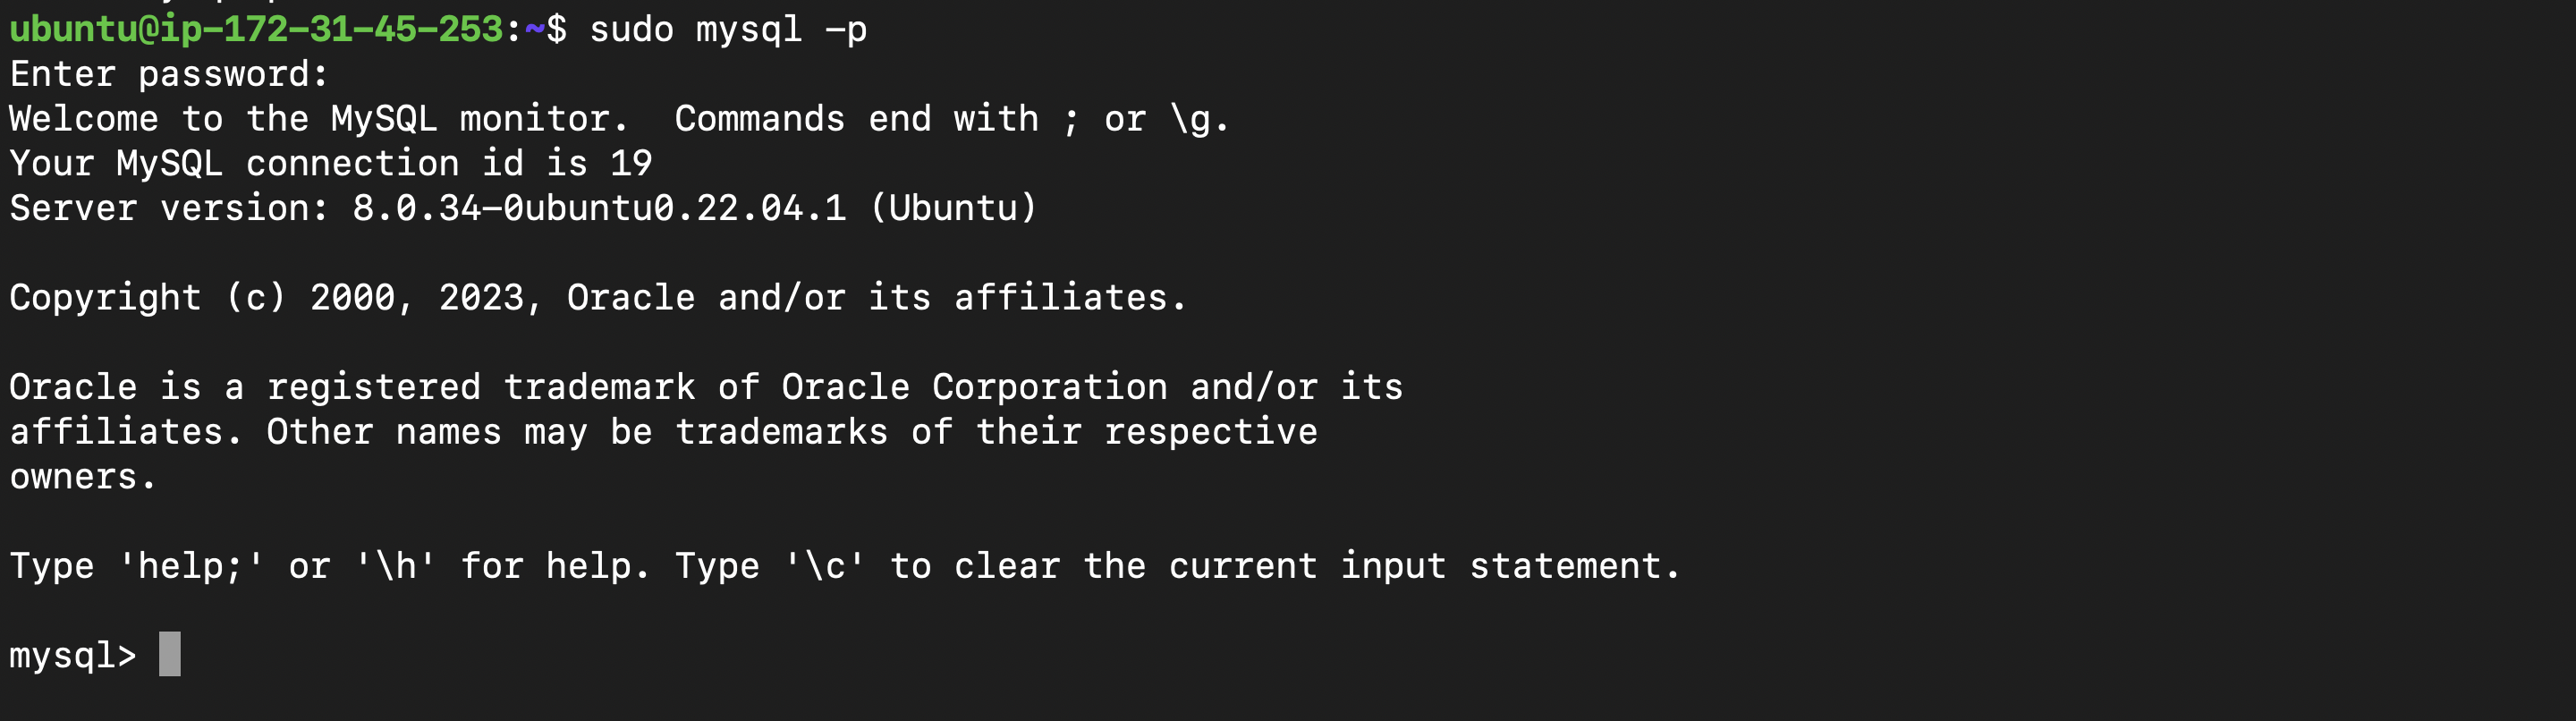 ubuntu@ip-172-31-45-253:~$ sudo mysql -p
Enter password:
Welcome to the MySQL monitor.  Commands end with ; or \g.
Your MySQL connection id is 19
Server version: 8.0.34-0ubuntu0.22.04.1 (Ubuntu)
Copyright (c) 2000, 2023, Oracle and/or its affiliates.
Oracle is a registered trademark of Oracle Corporation and/or its
affiliates. Other names may be trademarks of their respective
owners.
Type 'help;' or '\h' for help. Type '\c' to clear the current input statement.
mysql>